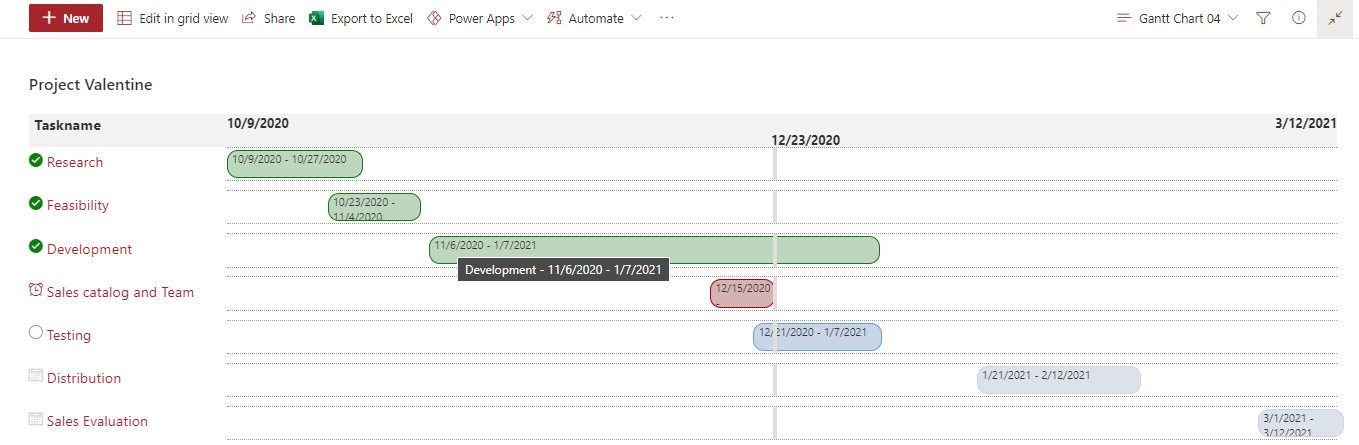 New Edit in grid view Share Export to Excel Power Apps Automate ... Gantt Chart 04
Project Valentine
Taskname 10/9/2020 3/12/2021
12/23/2020
Research 10/9/2020 - 10/27/2020
Feasibility 10/23/2020 -
11/4/2020
Development 11/6/2020 - 1/7/2021
Development - 11/6/2020 - 1/7/2021
Sales catalog and Team 12/15/2020
-
Testing 12/21/2020 - 1/7/2021
Distribution 1/21/2021 - 2/12/2021
Sales Evaluation 3/1/2021 -
3/12/2021